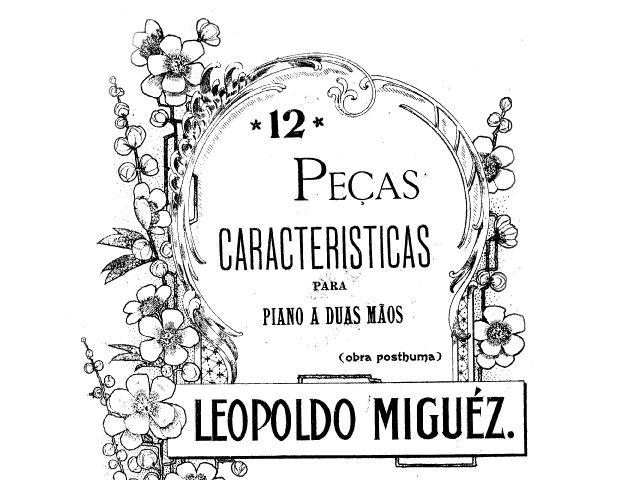 * 12 *
PEÇAS
CARACTERISTICAS
PARA
PIANO A DUAS MÃOS
(obra posthuma)
LEOPOLDO MIGUÉZ.